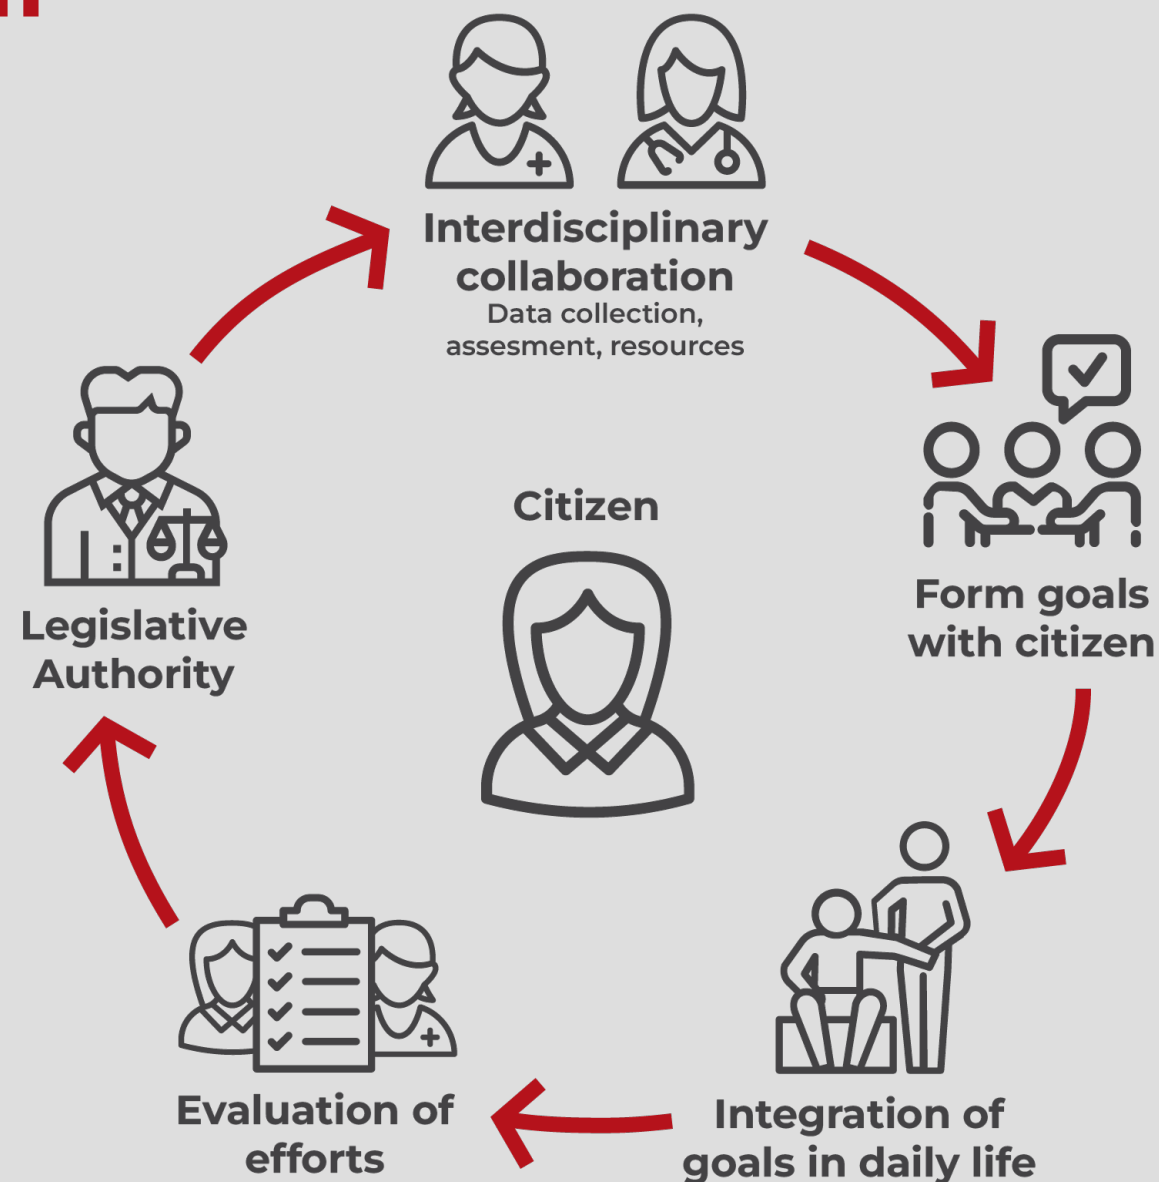 Interdisciplinary
collaboration
Data collection,
assesment, resources
Form goals
with citizen
Citizen
Legislative
Authority
Integration of
goals in daily life
Evaluation of
efforts